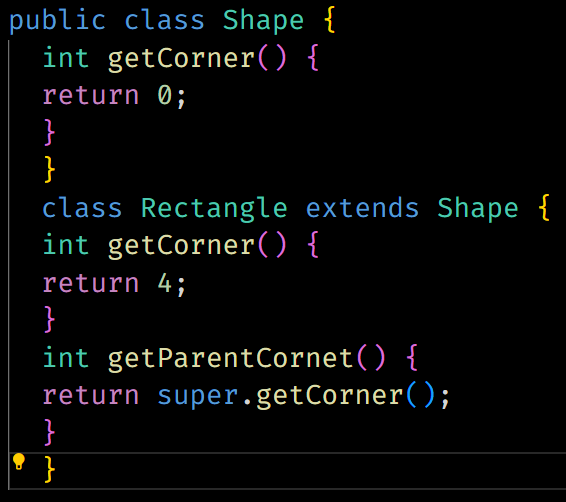 public class Shape {
int getCorner() {
return 0;
}
}
class Rectangle extends Shape {
int getCorner() {
return 4;
}
int getParentCornet() {
return super.getCorner();
}
}